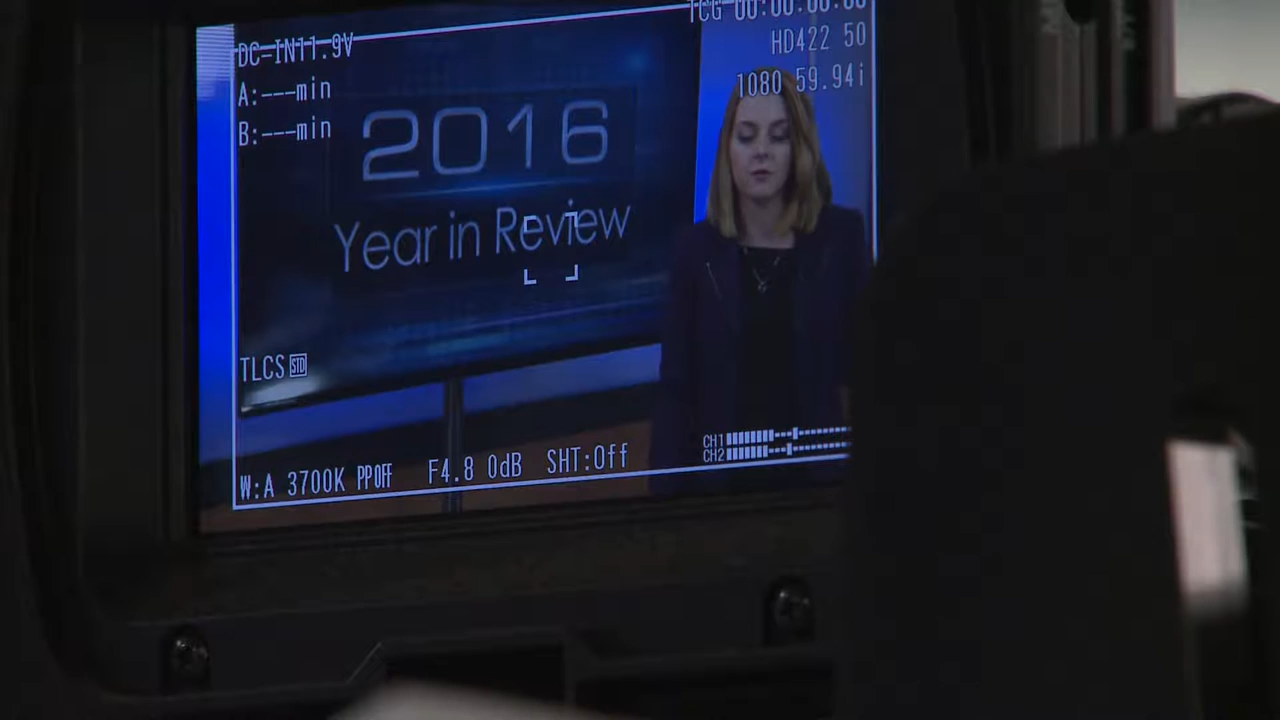 TCG 00:00:00:00
DC-IN11.9V
HD422 50
A:---min
1080 59.94i
B:---min
2016
Year in Review
TLCS STD
CH1
CH2
W:A 3700K PPOFF F4.8 0dB SHT:Off